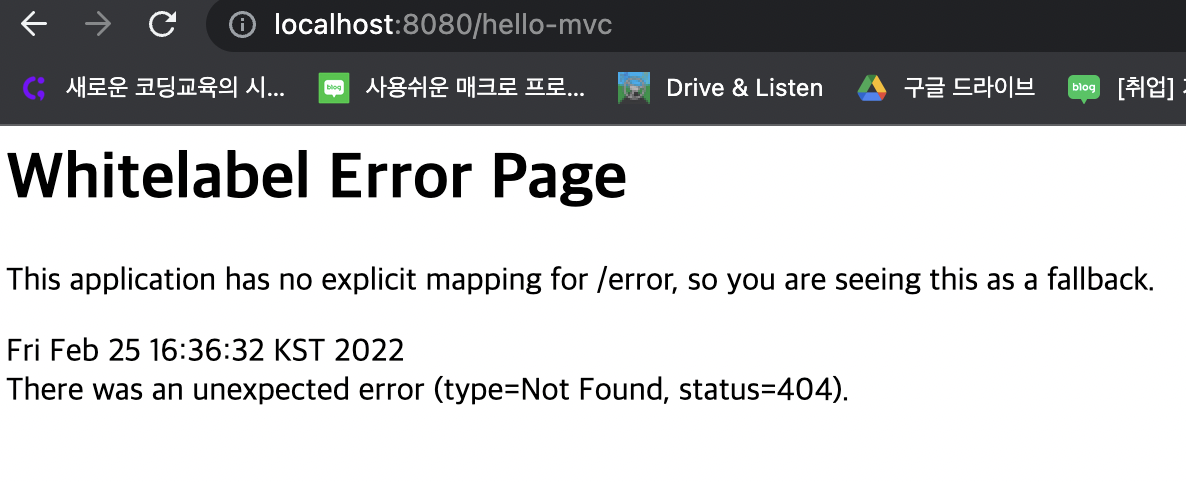 localhost:8080/hello-mvc
새로운 코딩교육의 시... blog 사용쉬운 매크로 프로... Drive & Listen 구글 드라이브 blog [취업]
Whitelabel Error Page
This application has no explicit mapping for /error, so you are seeing this as a fallback.
Fri Feb 25 16:36:32 KST 2022
There was an unexpected error (type=Not Found, status=404).